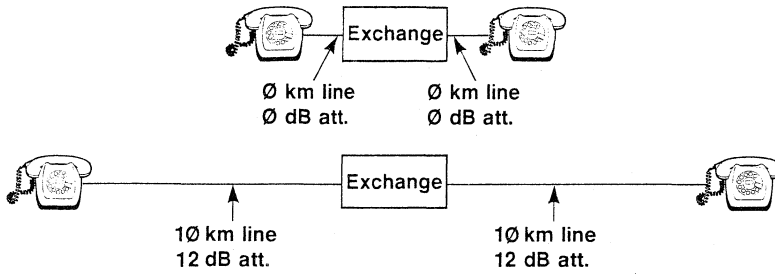 Exchange
Ø km line
Ø dB att.
Ø km line
Ø dB att.
Exchange
1Ø km line
12 dB att.
1Ø km line
12 dB att.